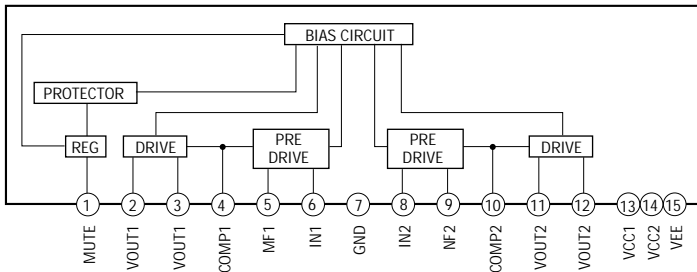 BIAS CIRCUIT
PROTECTOR
REG
DRIVE
PRE
DRIVE
PRE
DRIVE
DRIVE
1
2
3
4
5
6
7
8
9
10
11
12
13
14
15
MUTE
VOUT1
VOUT1
COMP1
MF1
IN1
GND
IN2
NF2
COMP2
VOUT2
VOUT2
VCC1
VCC2
VEE